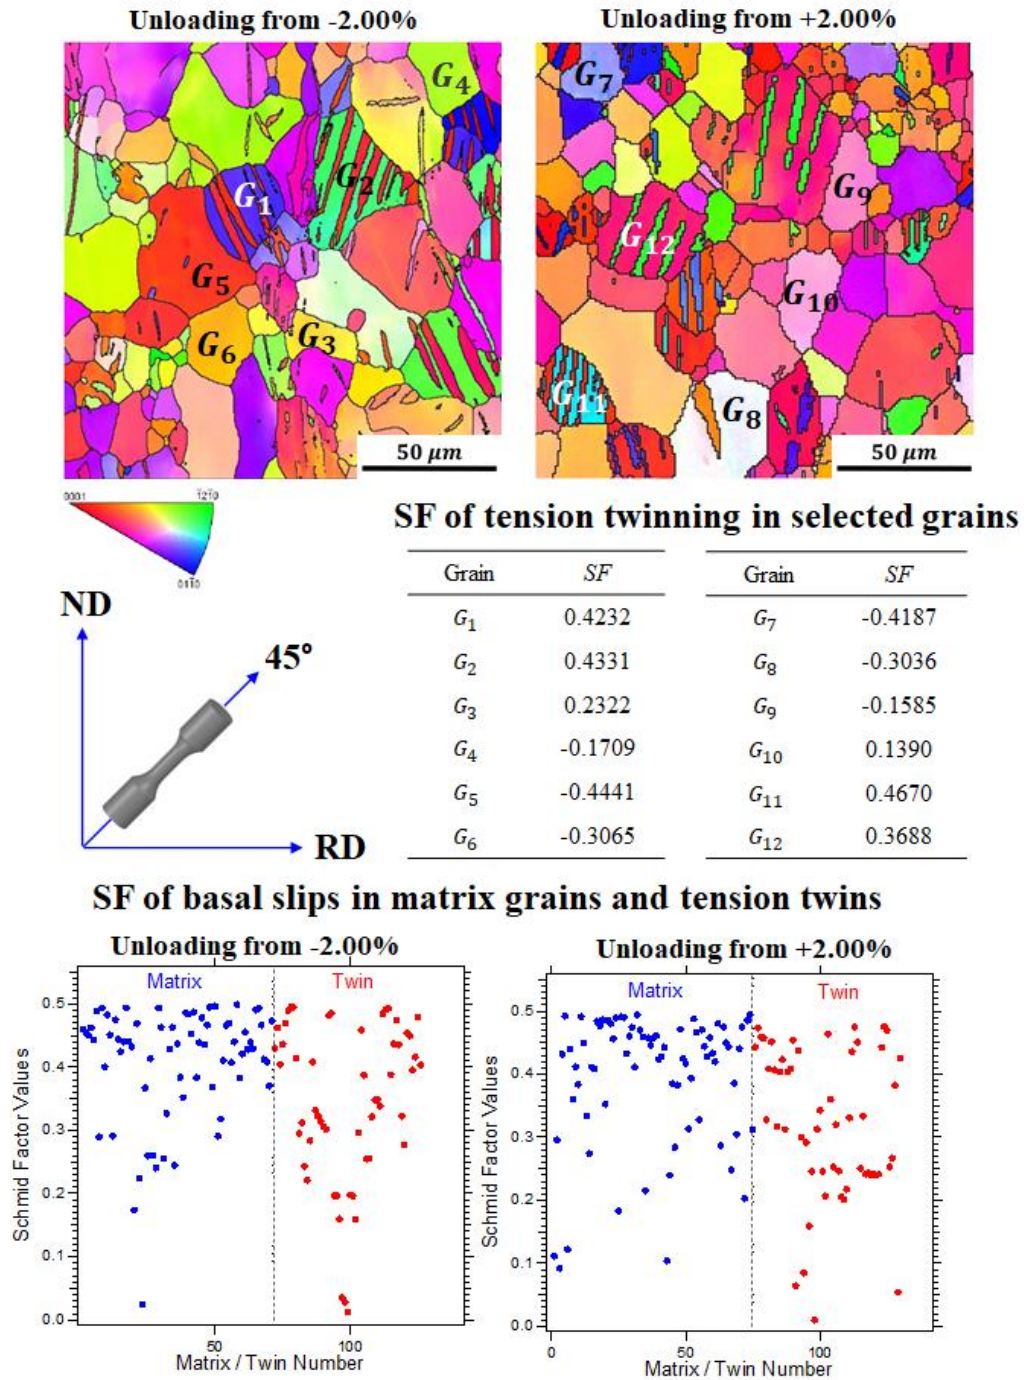 Unloading from -2.00%
Unloading from +2.00%
G4
G7
G1
G2
G9
G12
G5
G10
G6
G3
G11
G8
50 μm
50 μm
0001
1̄21̄0
011̄0
SF of tension twinning in selected grains
Grain SF
G1 0.4232
G2 0.4331
G3 0.2322
G4 -0.1709
G5 -0.4441
G6 -0.3065
Grain SF
G7 -0.4187
G8 -0.3036
G9 -0.1585
G10 0.1390
G11 0.4670
G12 0.3688
ND
45°
RD
SF of basal slips in matrix grains and tension twins
Unloading from -2.00%
Matrix
Twin
Schmid Factor Values
0.5
0.4
0.3
0.2
0.1
0.0
50
100
Matrix / Twin Number
Unloading from +2.00%
Matrix
Twin
Schmid Factor Values
0.5
0.4
0.3
0.2
0.1
0.0
0
50
100
Matrix / Twin Number